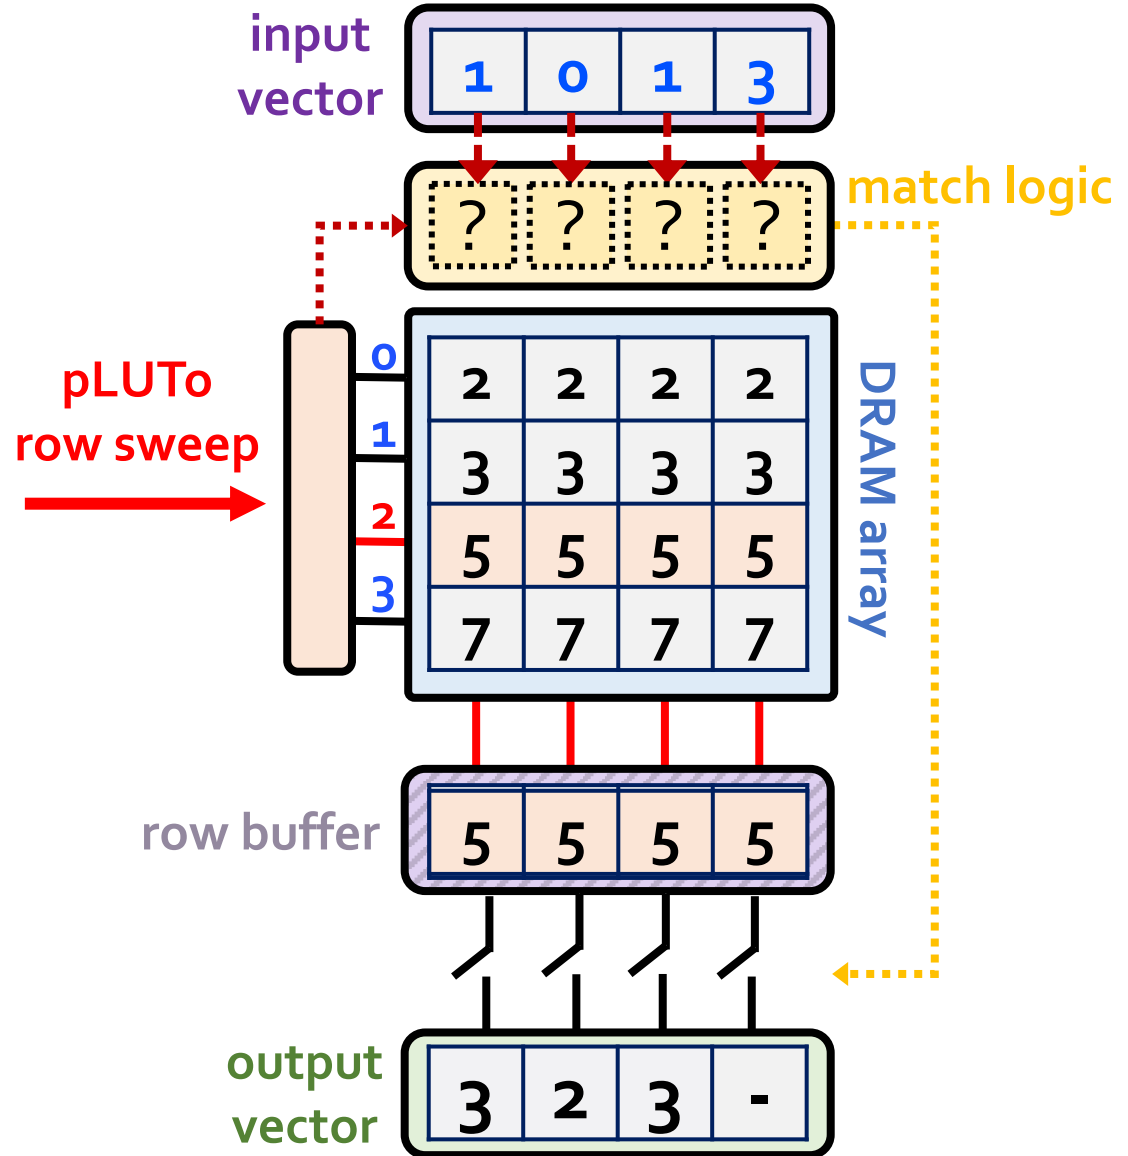 input
vector
1 0 1 3
match logic
? ? ? ?
pLUTo
row sweep
0
2 2 2 2
1
3 3 3 3
2
5 5 5 5
3
7 7 7 7
DRAM array
row buffer
5 5 5 5
output
vector
3 2 3 -